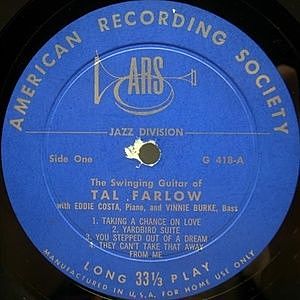 AMERICAN RECORDING SOCIETY
ARS
JAZZ DIVISION
Side One
G 418-A
The Swinging Guitar of
TAL FARLOW
with EDDIE COSTA, Piano, and VINNIE BURKE, Bass
1. TAKING A CHANCE ON LOVE
2. YARDBIRD SUITE
3. YOU STEPPED OUT OF A DREAM
4. THEY CAN'T TAKE THAT AWAY
FROM ME
LONG 33⅓ PLAY
MANUFACTURED IN U.S.A. FOR HOME USE ONLY